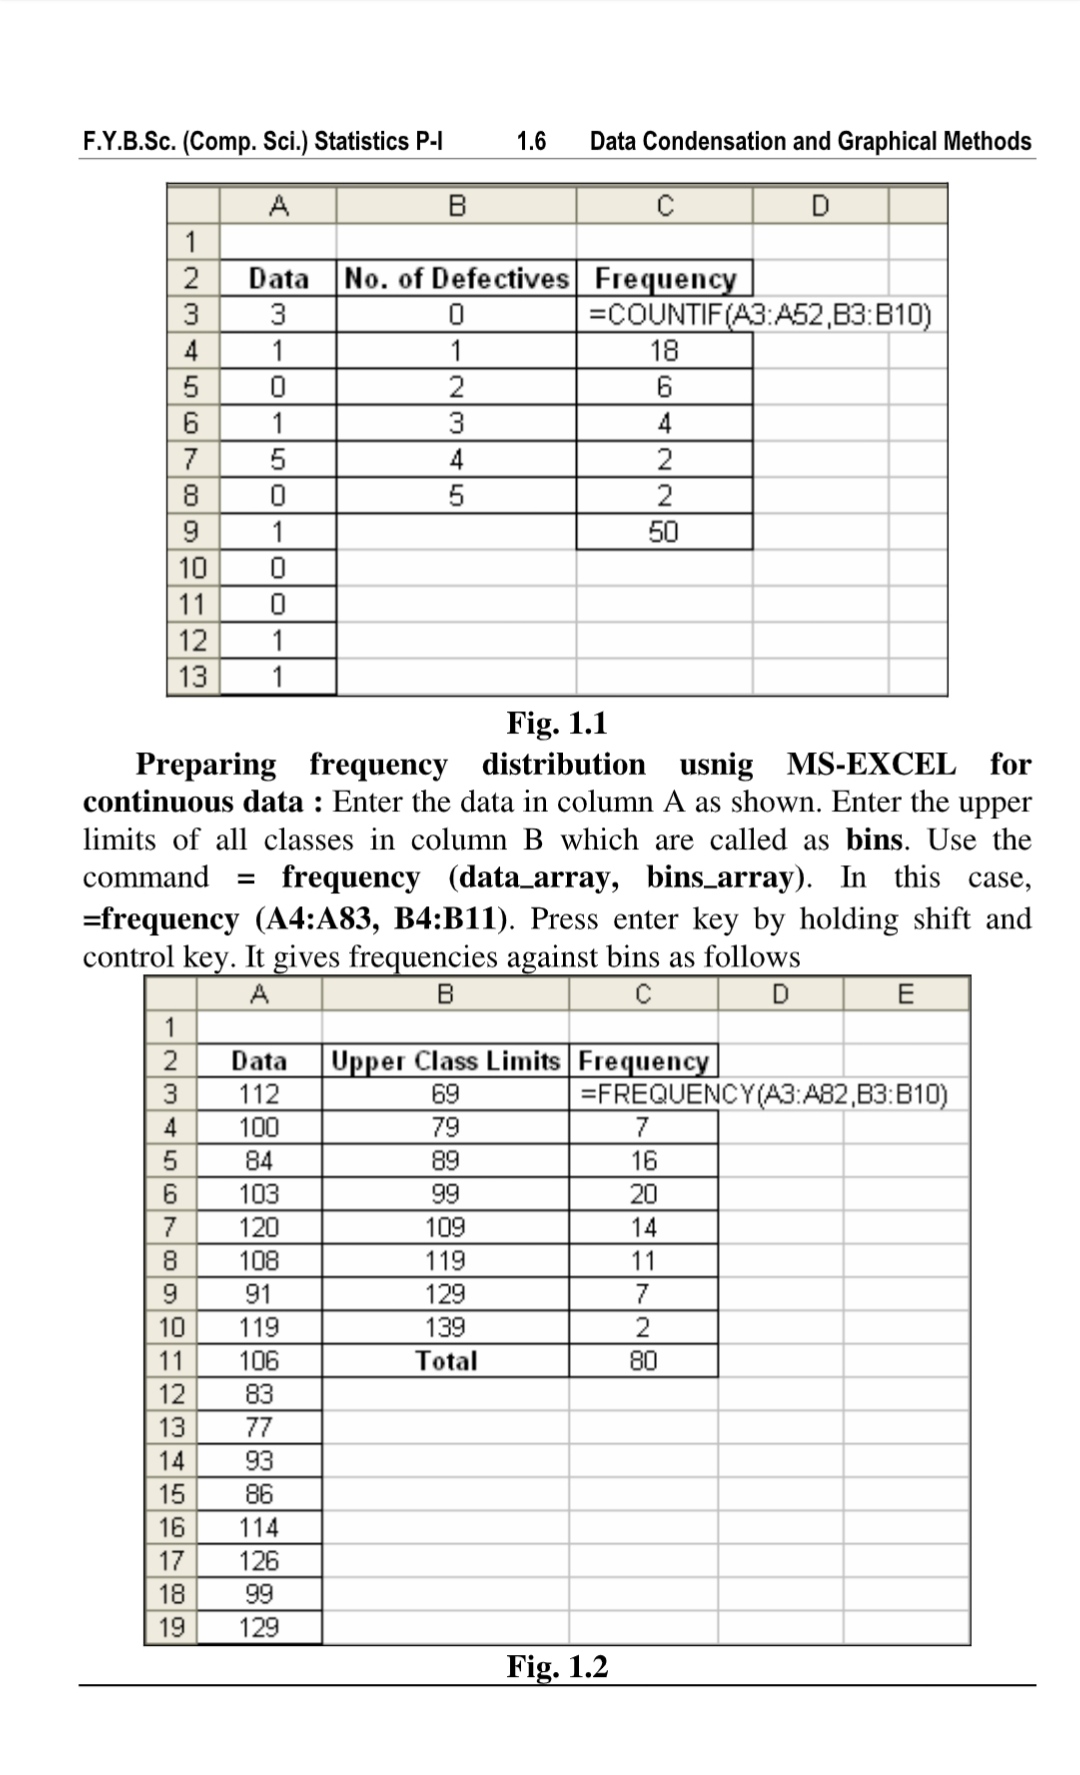 F.Y.B.Sc. (Comp. Sci.) Statistics P-I 1.6 Data Condensation and Graphical Methods
A B C D
1
2 Data No. of Defectives Frequency
3 3 0 =COUNTIF(A3:A52,B3:B10)
4 1 1 18
5 0 2 6
6 1 3 4
7 5 4 2
8 0 5 2
9 1 50
10 0
11 0
12 1
13 1
Fig. 1.1
Preparing frequency distribution usnig MS-EXCEL for
continuous data : Enter the data in column A as shown. Enter the upper
limits of all classes in column B which are called as bins. Use the
command = frequency (data_array, bins_array). In this case,
=frequency (A4:A83, B4:B11). Press enter key by holding shift and
control key. It gives frequencies against bins as follows
A B C D E
1
2 Data Upper Class Limits Frequency
3 112 69 =FREQUENCY(A3:A82,B3:B10)
4 100 79 7
5 84 89 16
6 103 99 20
7 120 109 14
8 108 119 11
9 91 129 7
10 119 139 2
11 106 Total 80
12 83
13 77
14 93
15 86
16 114
17 126
18 99
19 129
Fig. 1.2